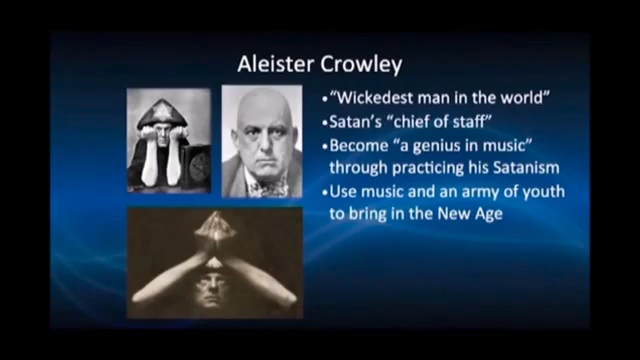 Aleister Crowley
•“Wickedest man in the world”
•Satan’s “chief of staff”
•Become “a genius in music”
through practicing his Satanism
•Use music and an army of youth
to bring in the New Age